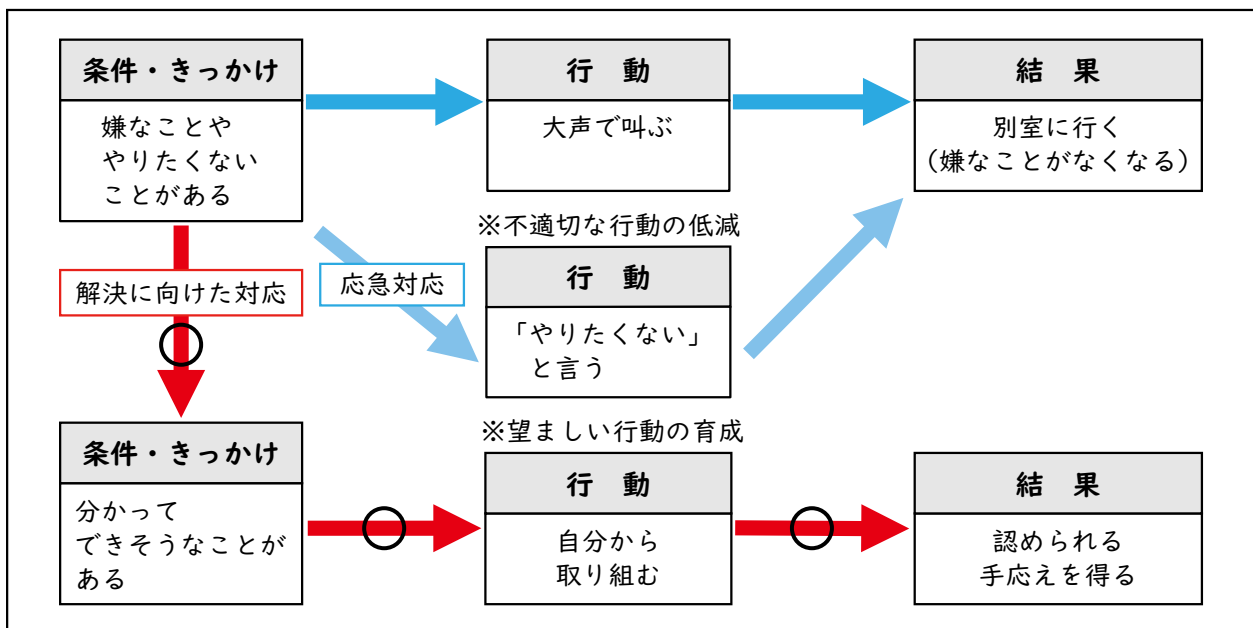 条件・きっかけ
嫌なことや
やりたくない
ことがある
行　動
大声で叫ぶ
結　果
別室に行く
(嫌なことがなくなる)
※不適切な行動の低減
解決に向けた対応
応急対応
行　動
「やりたくない」
と言う
※望ましい行動の育成
条件・きっかけ
分かって
できそうなことが
ある
行　動
自分から
取り組む
結　果
認められる
手応えを得る